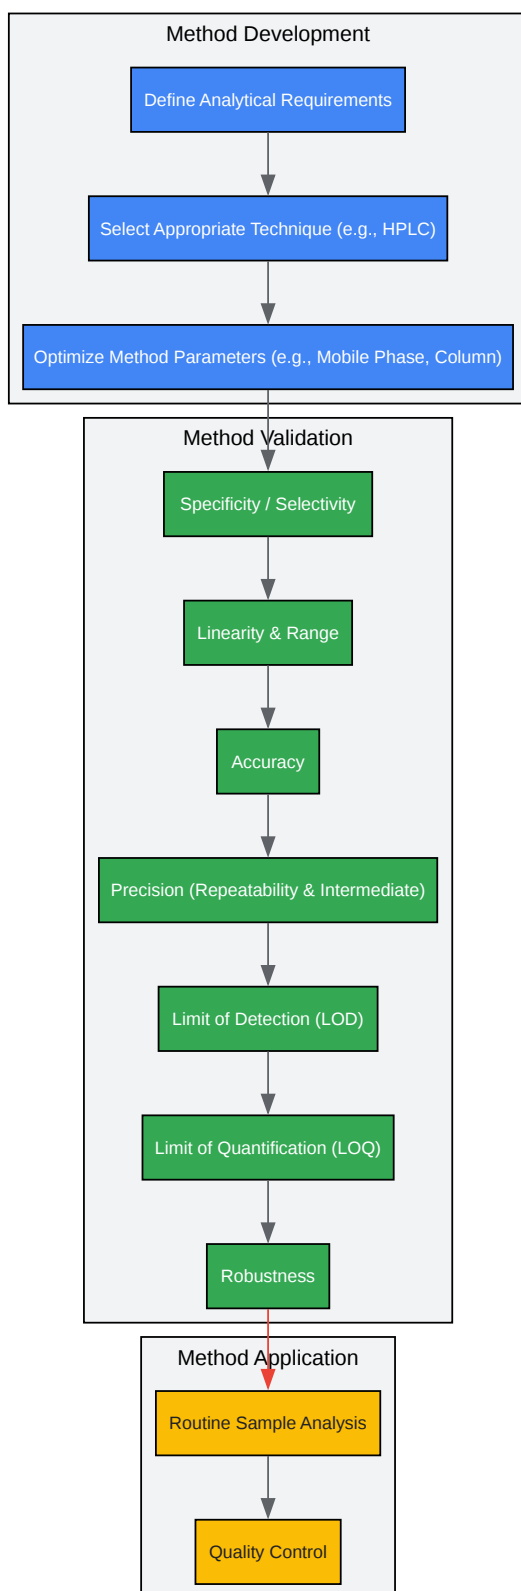 Method Development
Define Analytical Requirements
Select Appropriate Technique (e.g., HPLC)
Optimize Method Parameters (e.g., Mobile Phase, Column)
Method Validation
Specificity / Selectivity
Linearity & Range
Accuracy
Precision (Repeatability & Intermediate)
Limit of Detection (LOD)
Limit of Quantification (LOQ)
Robustness
Method Application
Routine Sample Analysis
Quality Control